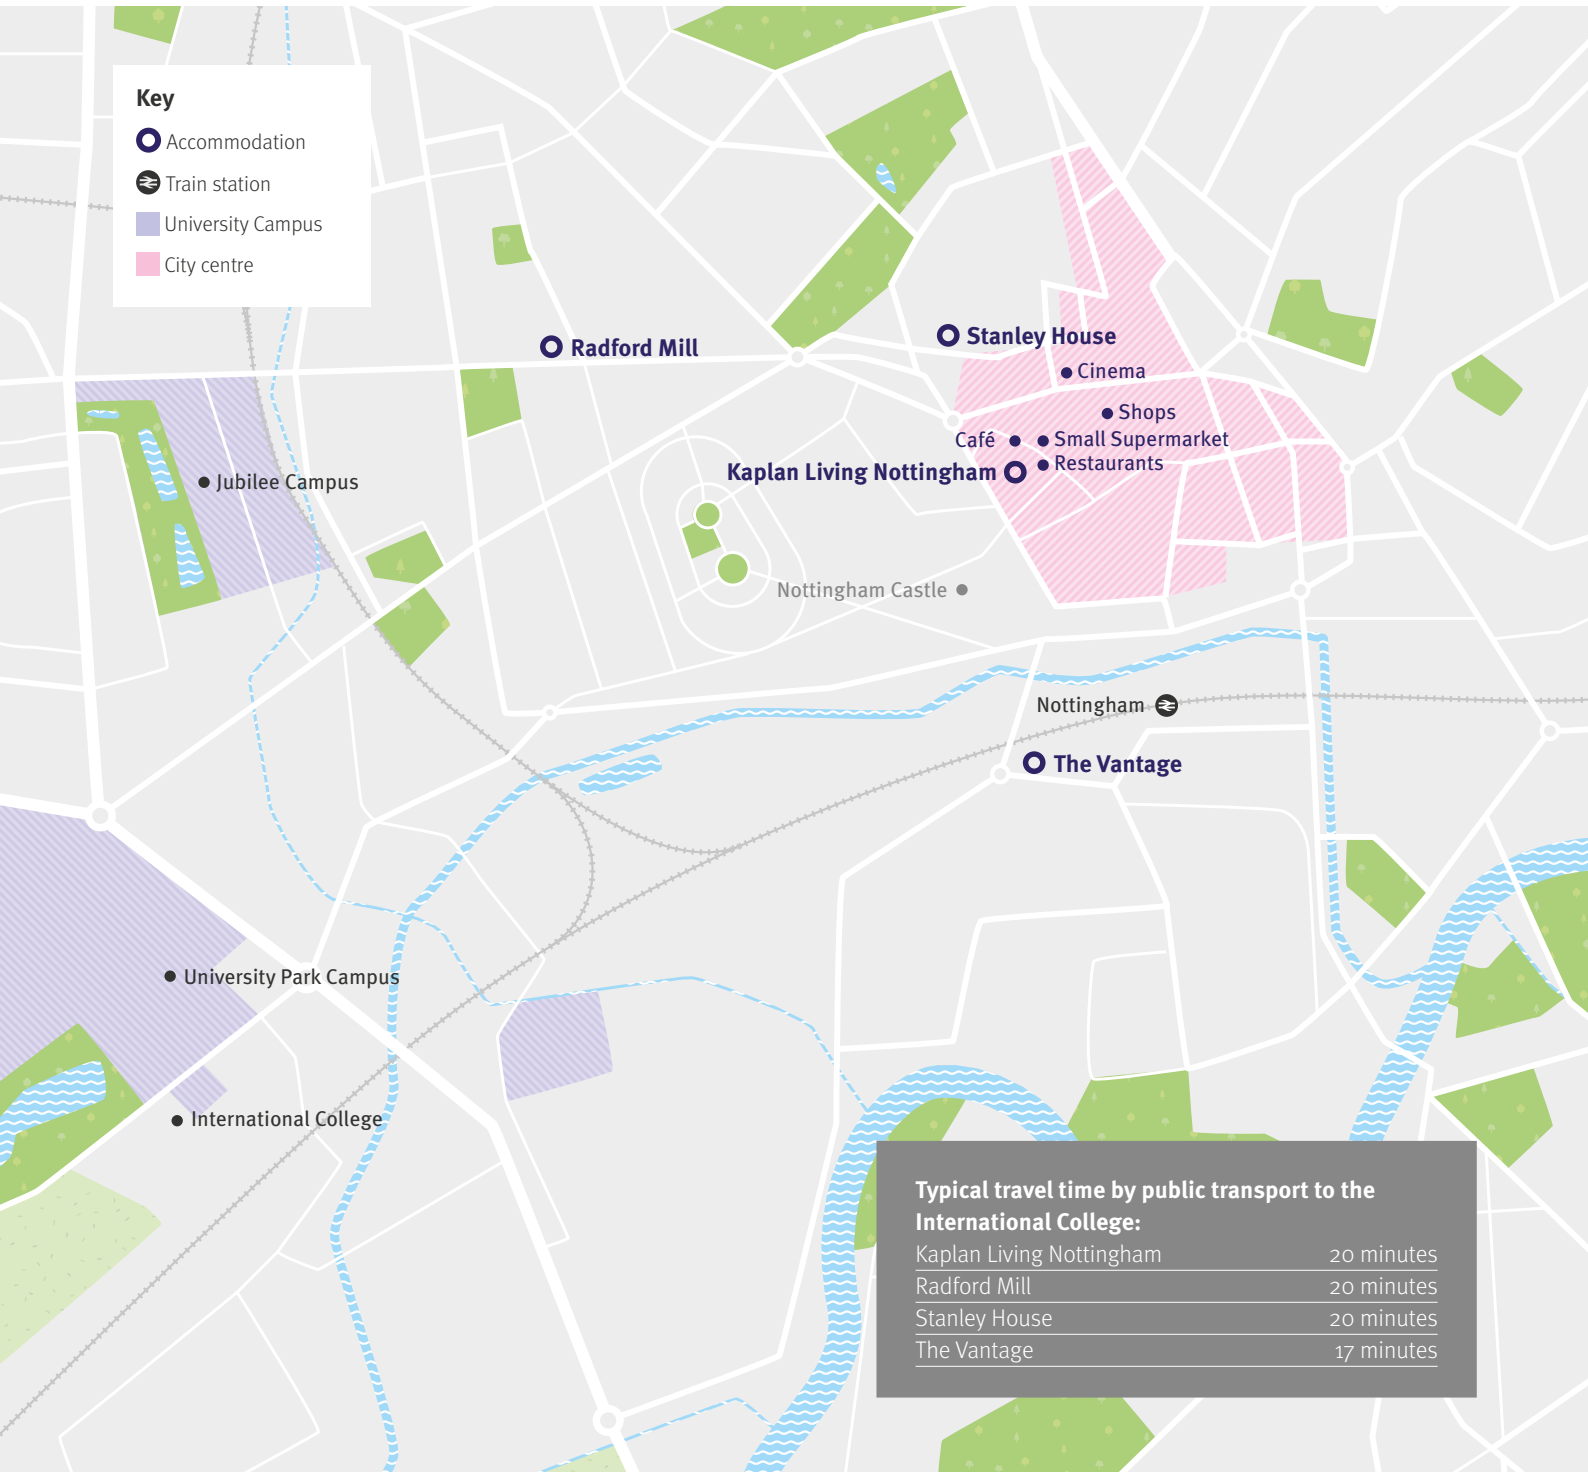 Key
Accommodation
Train station
University Campus
City centre
Radford Mill
Stanley House
Cinema
Shops
Café
Small Supermarket
Restaurants
Kaplan Living Nottingham
Jubilee Campus
Nottingham Castle
Nottingham
The Vantage
University Park Campus
International College
Typical travel time by public transport to the
International College:
Kaplan Living Nottingham 20 minutes
Radford Mill 20 minutes
Stanley House 20 minutes
The Vantage 17 minutes